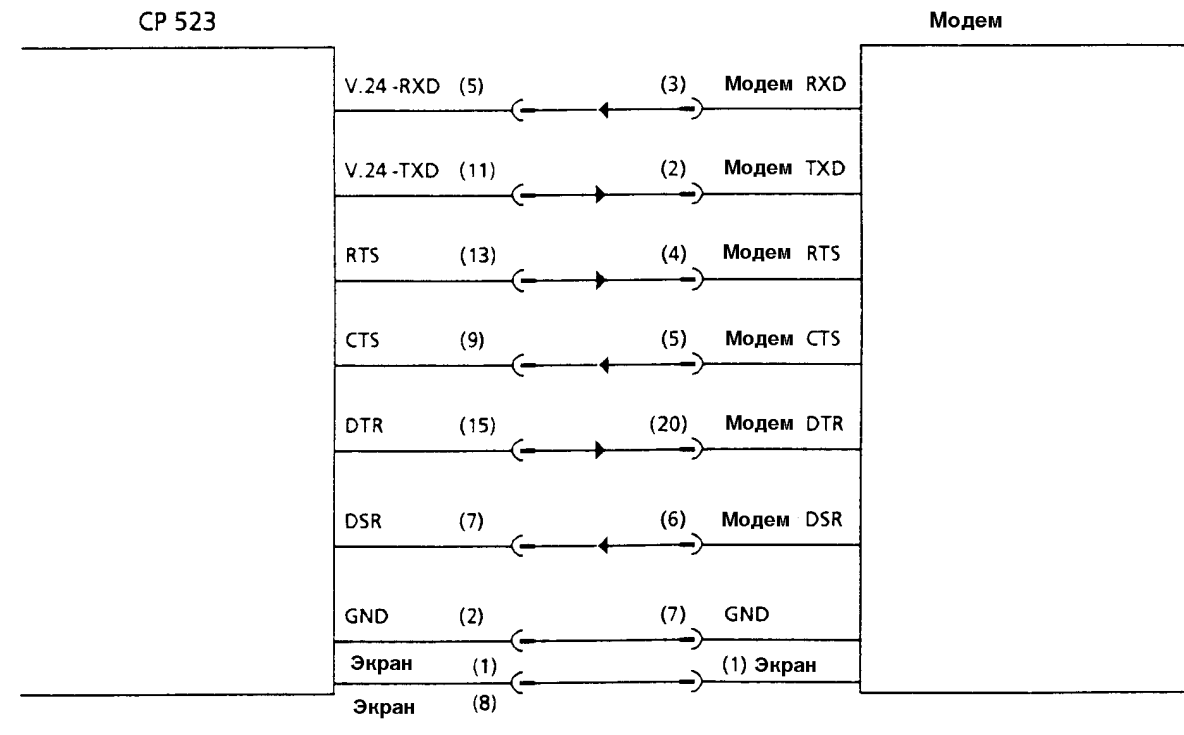 CP 523 Модем
V.24 -RXD (5) (3) Модем RXD
V.24 -TXD (11) (2) Модем TXD
RTS (13) (4) Модем RTS
CTS (9) (5) Модем CTS
DTR (15) (20) Модем DTR
DSR (7) (6) Модем DSR
GND (2) (7) GND
Экран (1) (1) Экран
Экран (8)